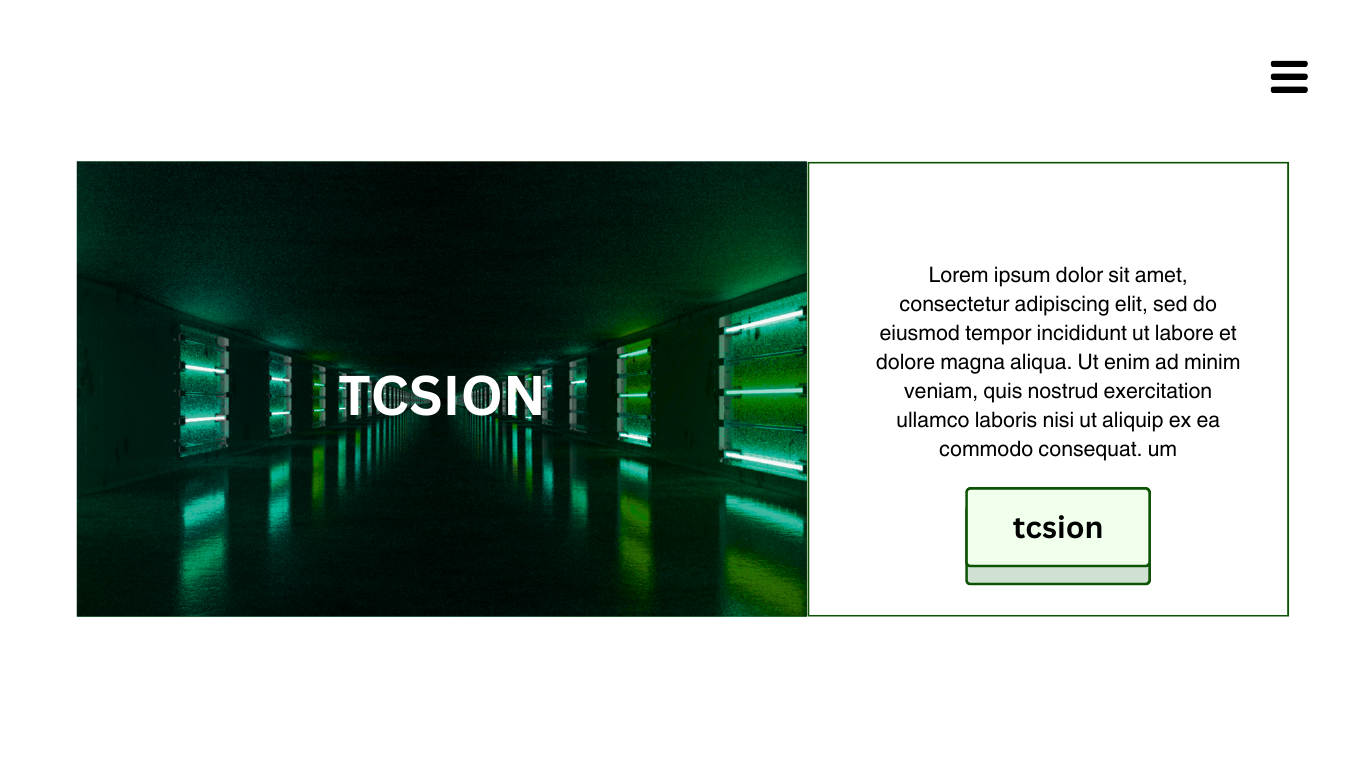 TCSION
Lorem ipsum dolor sit amet,
consectetur adipiscing elit, sed do
eiusmod tempor incididunt ut labore et
dolore magna aliqua. Ut enim ad minim
veniam, quis nostrud exercitation
ullamco laboris nisi ut aliquip ex ea
commodo consequat. um
tcsion